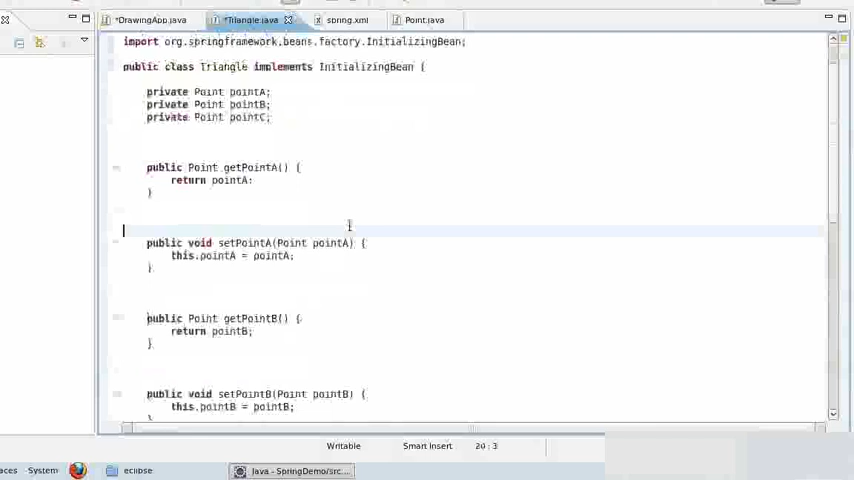 *DrawingApp.java
*Triangle.java
spring.xml
Point.java
import org.springframework.beans.factory.InitializingBean;
public class Triangle implements InitializingBean {
private Point pointA;
private Point pointB;
private Point pointC;
public Point getPointA() {
return pointA;
}
public void setPointA(Point pointA) {
this.pointA = pointA;
}
public Point getPointB() {
return pointB;
}
public void setPointB(Point pointB) {
this.pointB = pointB;
}
Writable
Smart Insert
20 : 3
aces
System
eclipse
Java - SpringDemo/src...